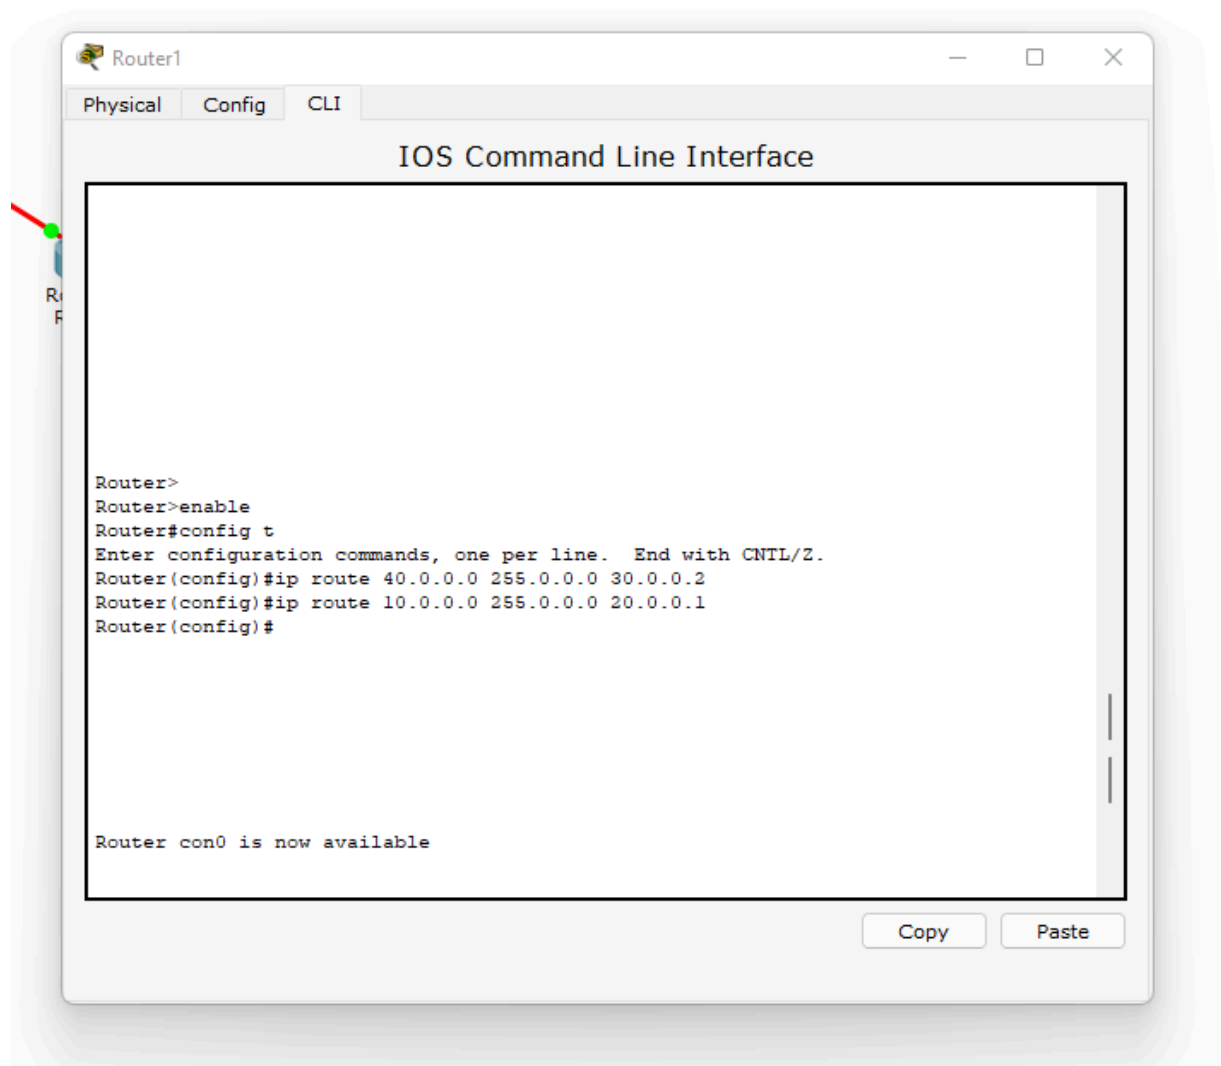 Router1
Physical Config CLI
IOS Command Line Interface
Router>
Router>enable
Router#config t
Enter configuration commands, one per line.  End with CNTL/Z.
Router(config)#ip route 40.0.0.0 255.0.0.0 30.0.0.2
Router(config)#ip route 10.0.0.0 255.0.0.0 20.0.0.1
Router(config)#
Router con0 is now available
Copy Paste